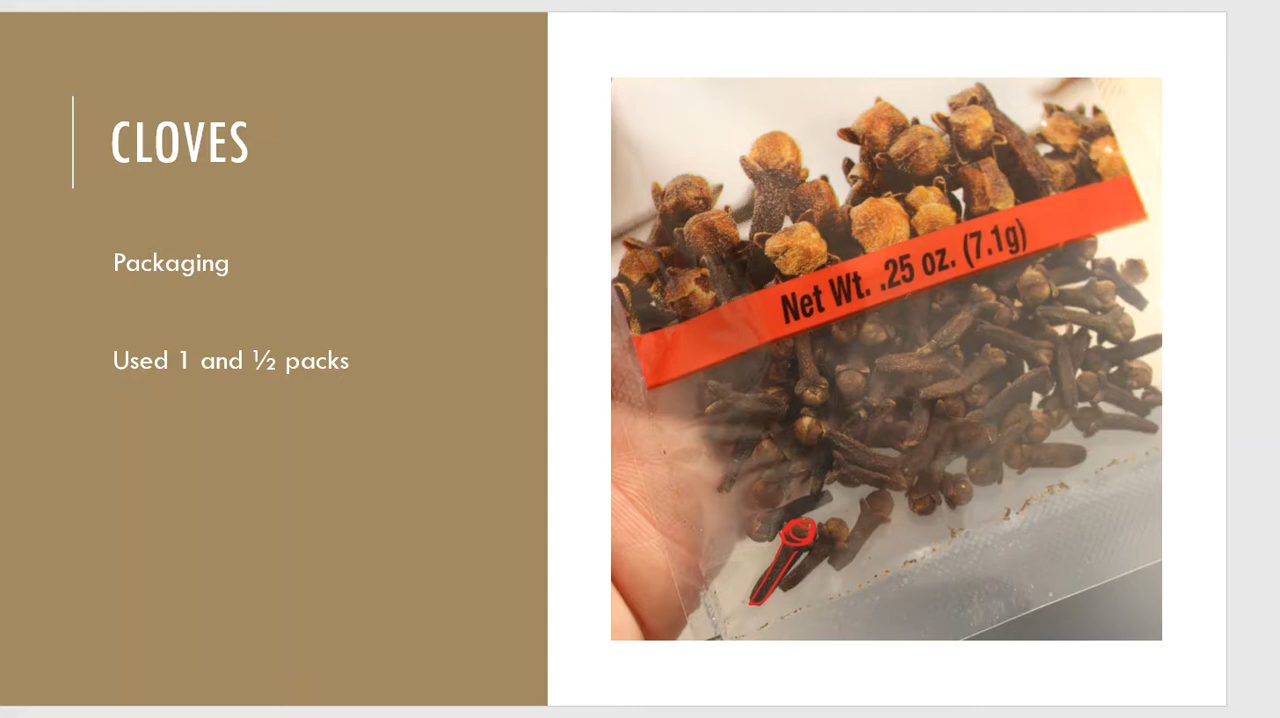 CLOVES
Packaging
Used 1 and ½ packs
Net Wt. .25 oz. (7.1g)